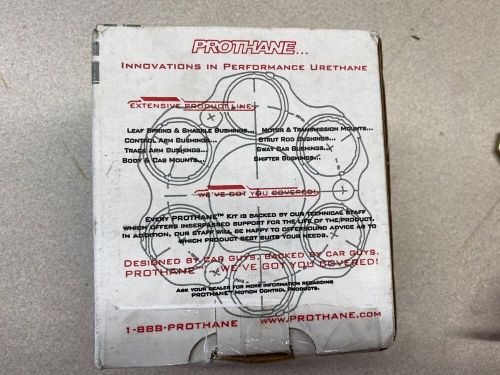 PROTHANE...
INNOVATIONS IN PERFORMANCE URETHANE
EXTENSIVE PRODUCT LINE
LEAF SPRING & SHACKLE BUSHINGS... MOTOR & TRANSMISSION MOUNTS...
CONTROL ARM BUSHINGS... STRUT ROD BUSHINGS...
TRACK ARM BUSHINGS... SWAY BAR BUSHINGS...
BODY & CAB MOUNTS... SHIFTER BUSHINGS...
WE'VE GOT YOU COVERED!
EVERY PROTHANE™ KIT IS BACKED BY OUR TECHNICAL STAFF
WHICH OFFERS UNSURPASSED SUPPORT FOR THE LIFE OF THE PRODUCT.
IN ADDITION, OUR STAFF WILL BE HAPPY TO OFFER SOUND ADVICE AS TO
WHICH PRODUCT BEST SUITS YOUR NEEDS.
DESIGNED BY CAR GUYS. BACKED BY CAR GUYS.
PROTHANE™ - WE'VE GOT YOU COVERED!
ASK YOUR DEALER FOR MORE INFORMATION REGARDING
PROTHANE MOTION CONTROL PRODUCTS.
1-888-PROTHANE WWW.PROTHANE.COM